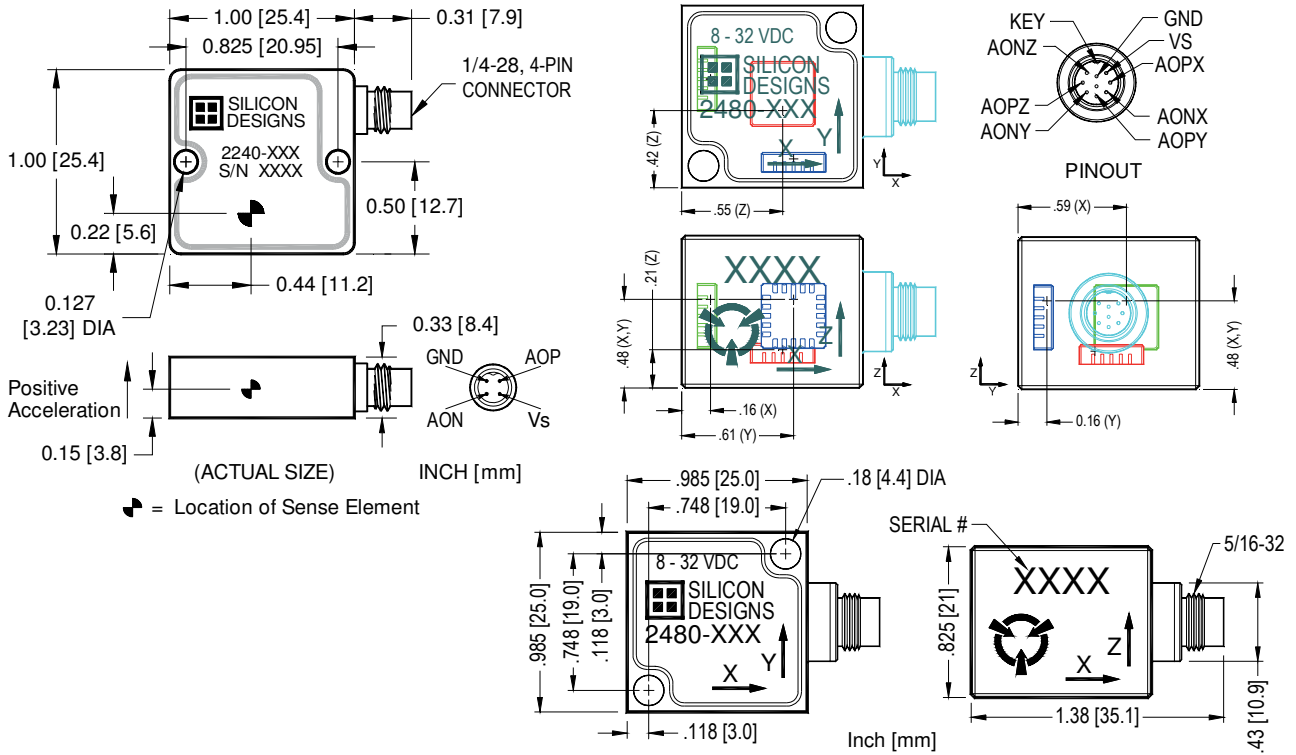 1.00 [25.4]
0.31 [7.9]
0.825 [20.95]
1/4-28, 4-PIN
CONNECTOR
SILICON
DESIGNS
2240-XXX
S/N XXXX
1.00 [25.4]
0.50 [12.7]
0.22 [5.6]
0.44 [11.2]
0.127
[3.23] DIA
0.33 [8.4]
GND
AOP
AON
Vs
Positive
Acceleration
0.15 [3.8]
(ACTUAL SIZE)
INCH [mm]
= Location of Sense Element
8 - 32 VDC
SILICON
DESIGNS
2480-XXX
Y
X
.42 (Z)
.55 (Z)
Y
X
KEY
GND
AONZ
VS
AOPX
AOPZ
AONY
AONX
AOPY
PINOUT
XXXX
Z
X
.21 (Z)
.48 (X,Y)
.16 (X)
.61 (Y)
Z
X
.59 (X)
.48 (X,Y)
0.16 (Y)
Z
Y
.985 [25.0]
.748 [19.0]
.18 [4.4] DIA
8 - 32 VDC
SILICON
DESIGNS
2480-XXX
Y
X
.985 [25.0]
.748 [19.0]
.118 [3.0]
.118 [3.0]
SERIAL #
XXXX
Z
X
5/16-32
.825 [21]
1.38 [35.1]
.43 [10.9]
Inch [mm]